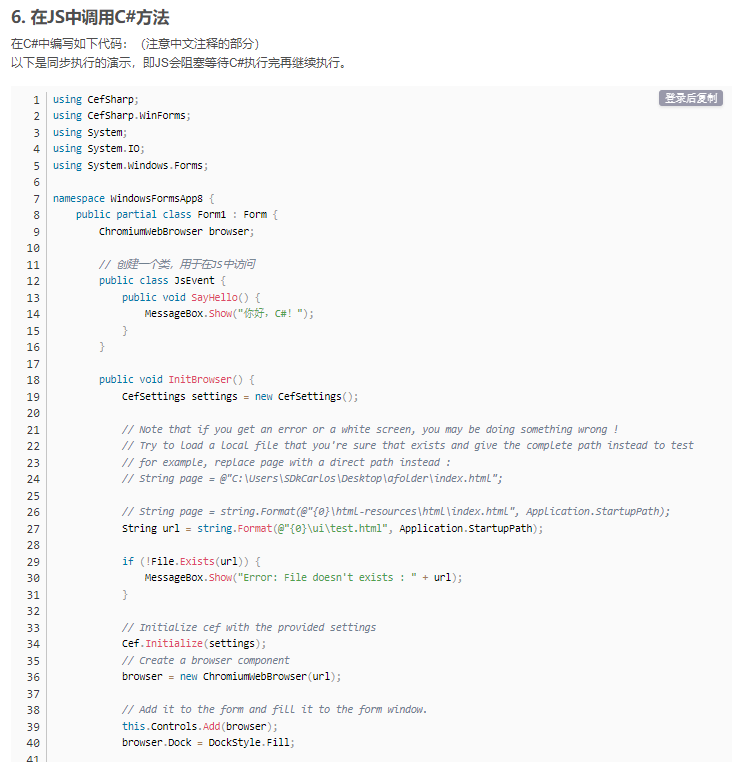 6. 在JS中调用C#方法
在C#中编写如下代码：（注意中文注释的部分）
以下是同步执行的演示，即JS会阻塞等待C#执行完再继续执行。
登录后复制
1 using CefSharp;
2 using CefSharp.WinForms;
3 using System;
4 using System.IO;
5 using System.Windows.Forms;
6
7 namespace WindowsFormsApp8 {
8     public partial class Form1 : Form {
9         ChromiumWebBrowser browser;
10
11         // 创建一个类，用于在JS中访问
12         public class JsEvent {
13             public void SayHello() {
14                 MessageBox.Show("你好，C#！");
15             }
16         }
17
18         public void InitBrowser() {
19             CefSettings settings = new CefSettings();
20
21             // Note that if you get an error or a white screen, you may be doing something wrong !
22             // Try to load a local file that you're sure that exists and give the complete path instead to test
23             // for example, replace page with a direct path instead :
24             // String page = @"C:\Users\SDkCarlos\Desktop\afolder\index.html";
25
26             // String page = string.Format(@"{0}\html-resources\html\index.html", Application.StartupPath);
27             String url = string.Format(@"{0}\ui\test.html", Application.StartupPath);
28
29             if (!File.Exists(url)) {
30                 MessageBox.Show("Error: File doesn't exists : " + url);
31             }
32
33             // Initialize cef with the provided settings
34             Cef.Initialize(settings);
35             // Create a browser component
36             browser = new ChromiumWebBrowser(url);
37
38             // Add it to the form and fill it to the form window.
39             this.Controls.Add(browser);
40             browser.Dock = DockStyle.Fill;
41